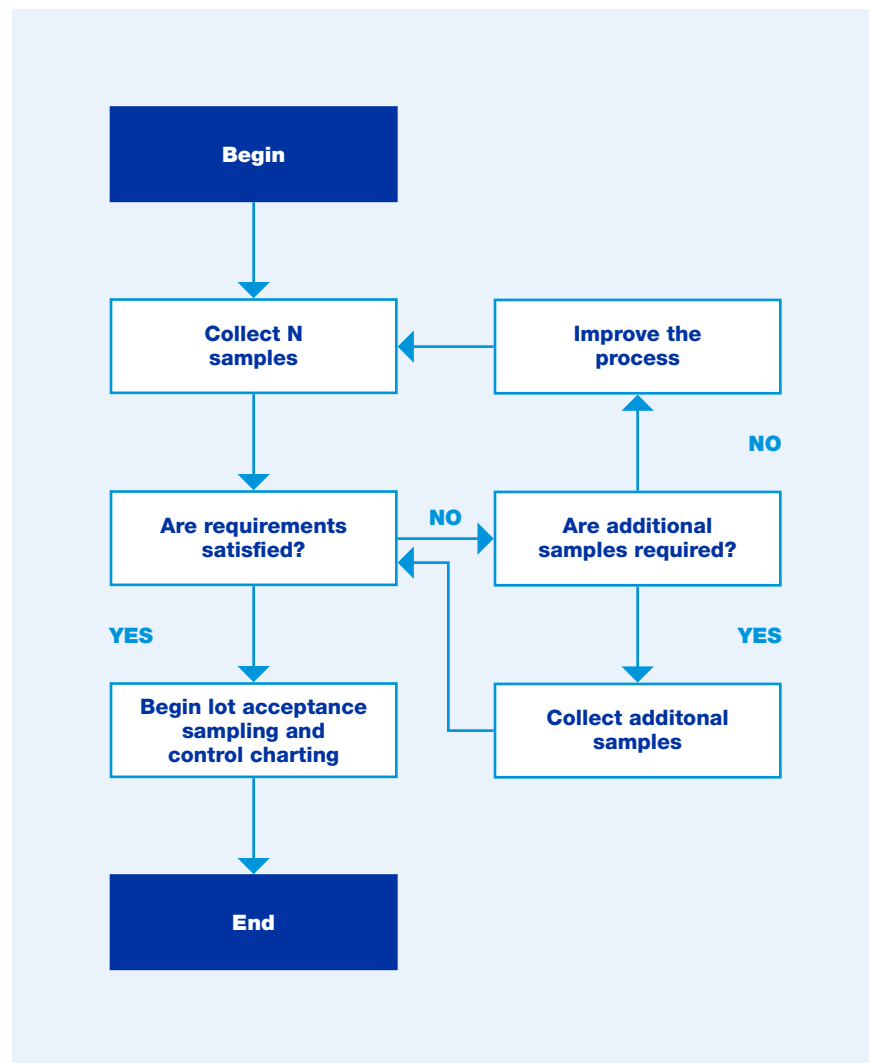 Begin
Collect N
samples
Improve the
process
NO
Are requirements
satisfied?
NO
Are additional
samples required?
YES
YES
Begin lot acceptance
sampling and
control charting
Collect additonal
samples
End